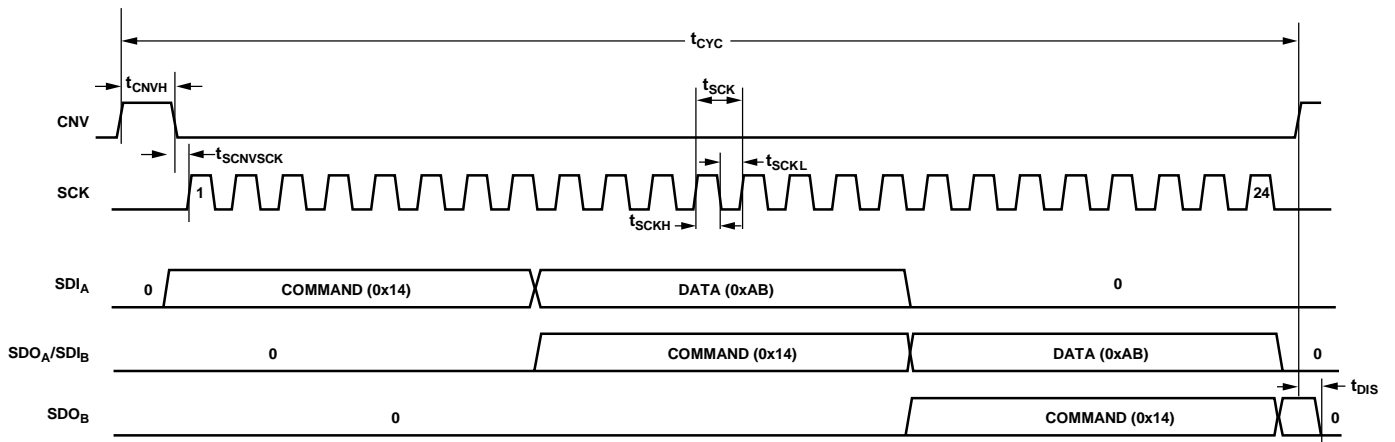 tCYC
tCNVH
tSCK
CNV
tSCNVSCK
tSCKL
SCK
1
24
tSCKH
SDIA
0
COMMAND (0x14)
DATA (0xAB)
0
SDOA/SDIB
0
COMMAND (0x14)
DATA (0xAB)
0
tDIS
SDOB
0
COMMAND (0x14)
0